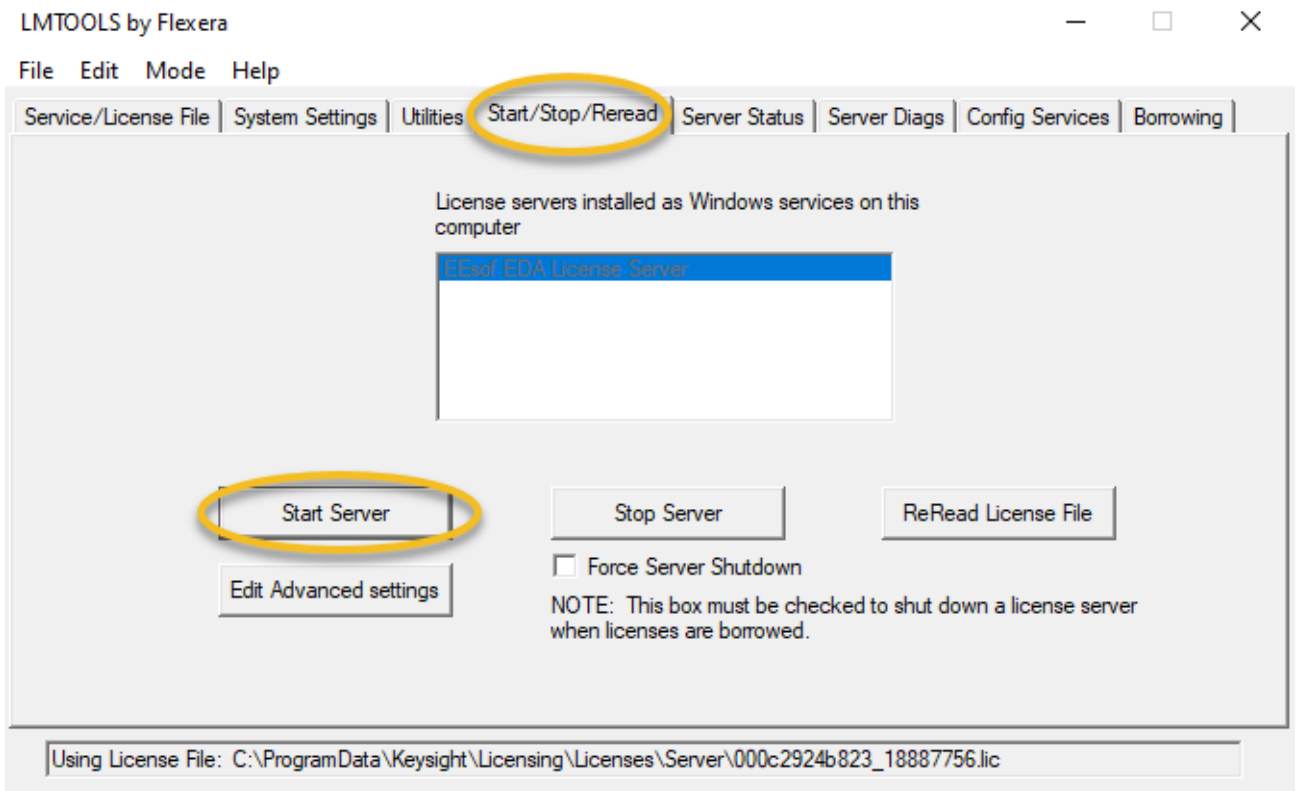 LMTOOLS by Flexera
File Edit Mode Help
Service/License File System Settings Utilities Start/Stop/Reread Server Status Server Diags Config Services Borrowing
License servers installed as Windows services on this
computer
EEsof EDA License Server
Start Server Stop Server ReRead License File
Force Server Shutdown
Edit Advanced settings
NOTE: This box must be checked to shut down a license server
when licenses are borrowed.
Using License File: C:\ProgramData\Keysight\Licensing\Licenses\Server\000c2924b823_18887756.lic